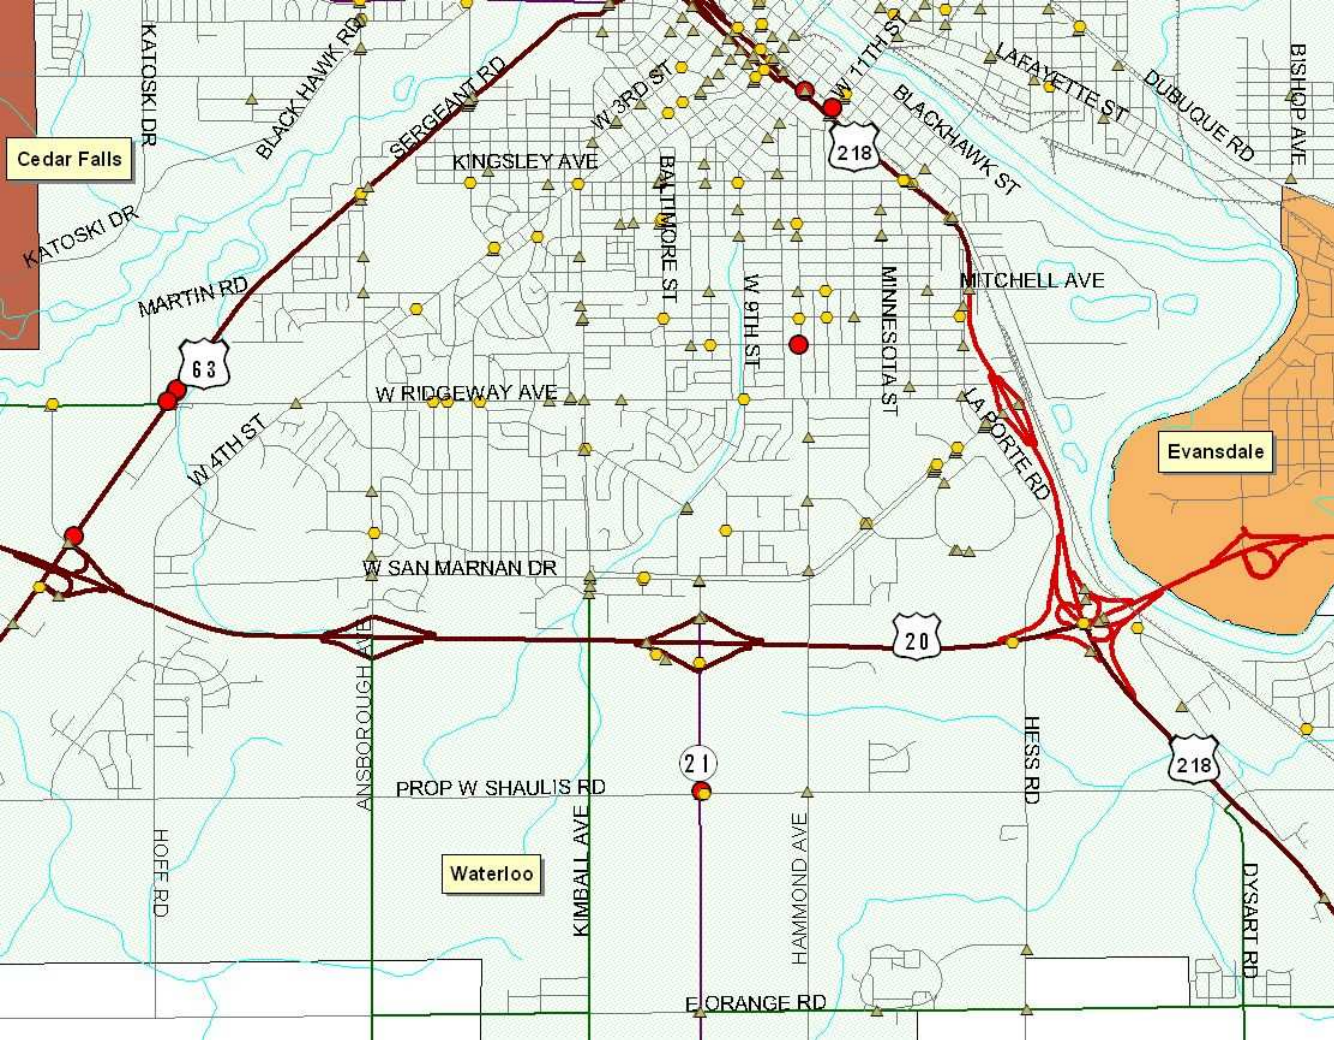 KATOSKI DR
BLACK HAWK RD
SERGEANT RD
W 3RD ST
W 11TH ST
LAFAYETTE ST
DUBUQUE RD
BISHOP AVE
BLACKHAWK ST
Cedar Falls
KINGSLEY AVE
218
BALTIMORE ST
KATOSKI DR
MARTIN RD
W 9TH ST
MINNESOTA ST
MITCHELL AVE
63
W RIDGEWAY AVE
W 4TH ST
LA PORTE RD
Evansdale
W SAN MARNAN DR
20
ANSBOROUGH AVE
21
HESS RD
218
PROP W SHAULIS RD
HOFF RD
KIMBALL AVE
HAMMOND AVE
Waterloo
DYSART RD
E ORANGE RD